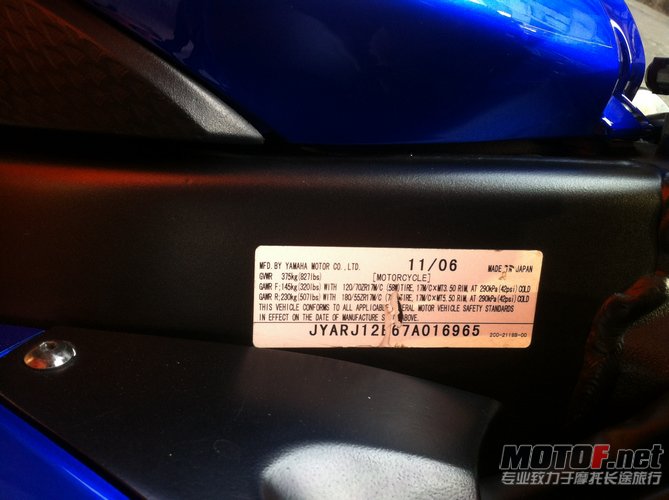 MFD. BY YAMAHA MOTOR CO., LTD. 11/06 MADE IN JAPAN
GVWR 375kg(827lbs) [MOTORCYCLE]
GAWR F:145kg(320lbs) WITH 120/70ZR17M/C (58W)TIRE, 17M/C×MT3.50 RIM, AT 290kPa(42psi) COLD
GAWR R:230kg(507lbs) WITH 180/55ZR17M/C TIRE, 17M/C×MT5.50 RIM, AT 290kPa(42psi) COLD
THIS VEHICLE CONFORMS TO ALL APPLICABLE FEDERAL MOTOR VEHICLE SAFETY STANDARDS
IN EFFECT ON THE DATE OF MANUFACTURE SHOWN ABOVE.
JYARJ12E67A016965 2C0-2118B-00
MOTOF.net
专业致力于摩托长途旅行